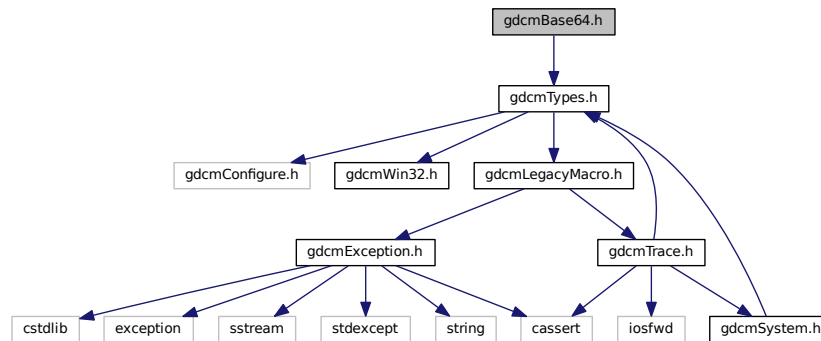 gdcmBase64.h
gdcmTypes.h
gdcmConfigure.h
gdcmWin32.h
gdcmLegacyMacro.h
gdcmException.h
gdcmTrace.h
cstdlib
exception
sstream
stdexcept
string
cassert
iosfwd
gdcmSystem.h